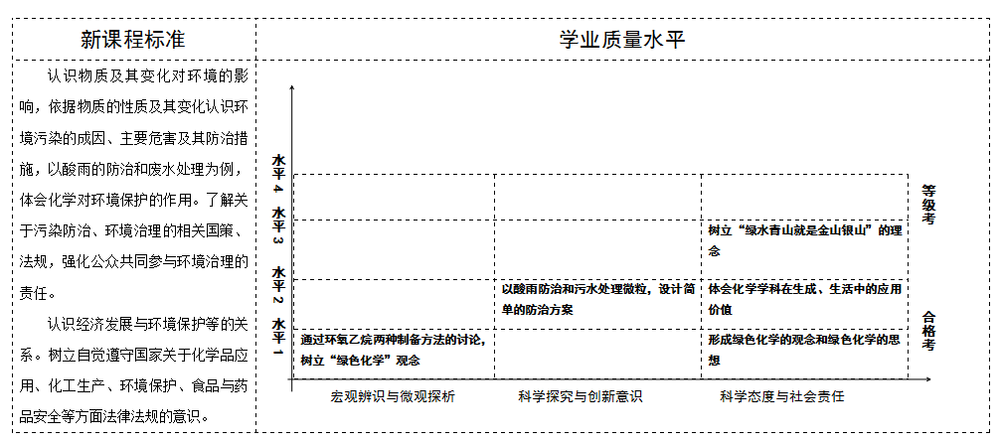 新课程标准
学业质量水平
认识物质及其变化对环境的影
响，依据物质的性质及其变化认识环
境污染的成因、主要危害及其防治措
施，以酸雨的防治和废水处理为例，
体会化学对环境保护的作用。了解关
于污染防治、环境治理的相关国策、
法规，强化公众共同参与环境治理的
责任。
认识经济发展与环境保护等的关
系。树立自觉遵守国家关于化学品应
用、化工生产、环境保护、食品与药
品安全等方面法律法规的意识。
水平4
水平3
水平2
水平1
树立“绿水青山就是金山银山”的理
念
以酸雨防治和污水处理微粒，设计简
单的防治方案
体会化学学科在生成、生活中的应用
价值
通过环氧乙烷两种制备方法的讨论，
树立“绿色化学”观念
形成绿色化学的观念和绿色化学的思
想
等级考
合格考
宏观辨识与微观探析
科学探究与创新意识
科学态度与社会责任